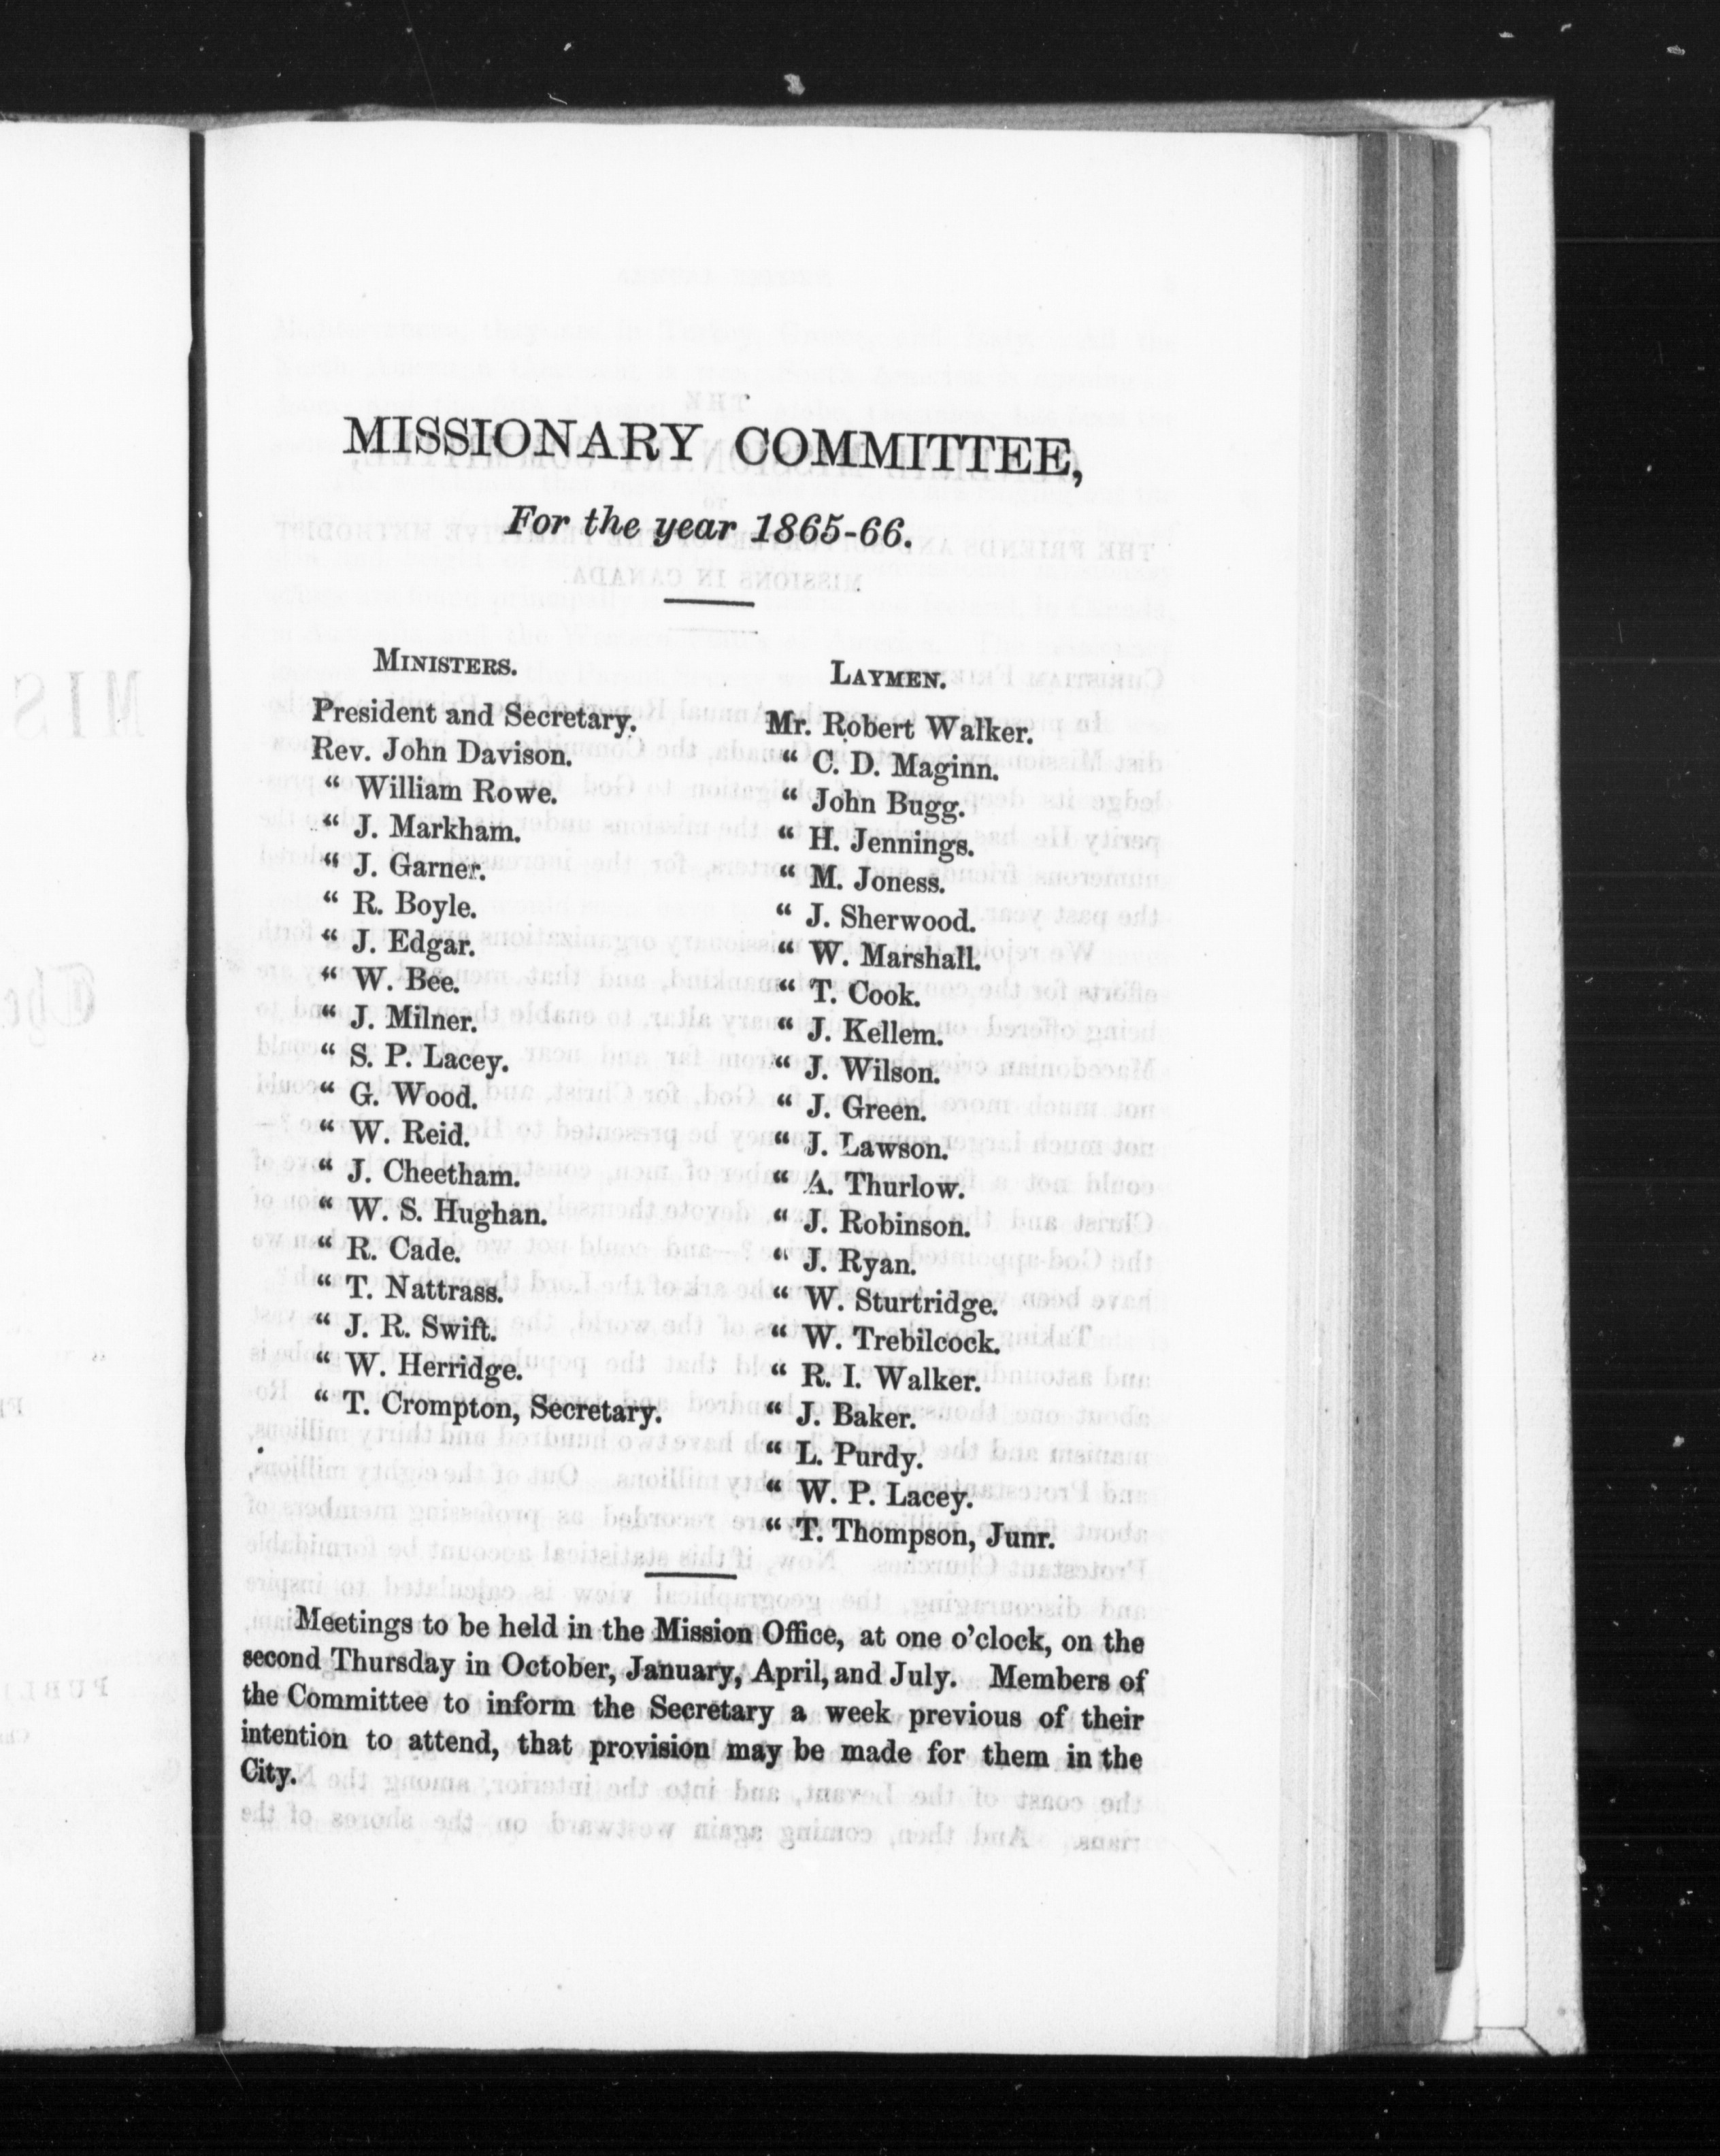 MISSIONARY COMMITTEE,
For the year 1865-66.
MINISTERS.
President and Secretary.
Rev. John Davison.
“ William Rowe.
“ J. Markham.
“ J. Garner.
“ R. Boyle.
“ J. Edgar.
“ W. Bee.
“ J. Milner.
“ S. P. Lacey.
“ G. Wood.
“ W. Reid.
“ J. Cheetham.
“ W. S. Hughan.
“ R. Cade.
“ T. Nattrass.
“ J. R. Swift.
“ W. Herridge.
“ T. Crompton, Secretary.
LAYMEN.
Mr. Robert Walker.
“ C. D. Maginn.
“ John Bugg.
“ H. Jennings.
“ M. Joness.
“ J. Sherwood.
“ W. Marshall.
“ T. Cook.
“ J. Kellem.
“ J. Wilson.
“ J. Green.
“ J. Lawson.
“ A. Thurlow.
“ J. Robinson.
“ J. Ryan.
“ W. Sturtridge.
“ W. Trebilcock.
“ R. I. Walker.
“ J. Baker.
“ L. Purdy.
“ W. P. Lacey.
“ T. Thompson, Junr.
Meetings to be held in the Mission Office, at one o'clock, on the
second Thursday in October, January, April, and July. Members of
the Committee to inform the Secretary a week previous of their
intention to attend, that provision may be made for them in the
City.